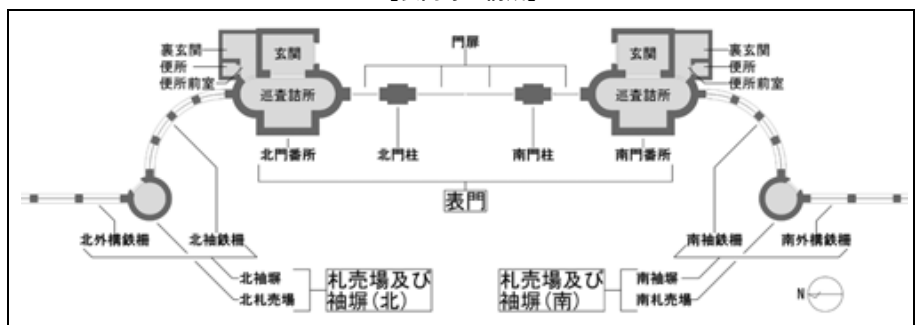 裏玄関
便所
便所前室
玄関
門扉
玄関
裏玄関
便所
便所前室
巡査詰所
巡査詰所
北門番所
北門柱
南門柱
南門番所
表門
北外構鉄柵
北袖鉄柵
南袖鉄柵
南外構鉄柵
北袖塀
北札売場
札売場及び
袖塀(北)
札売場及び
袖塀(南)
南袖塀
南札売場
N